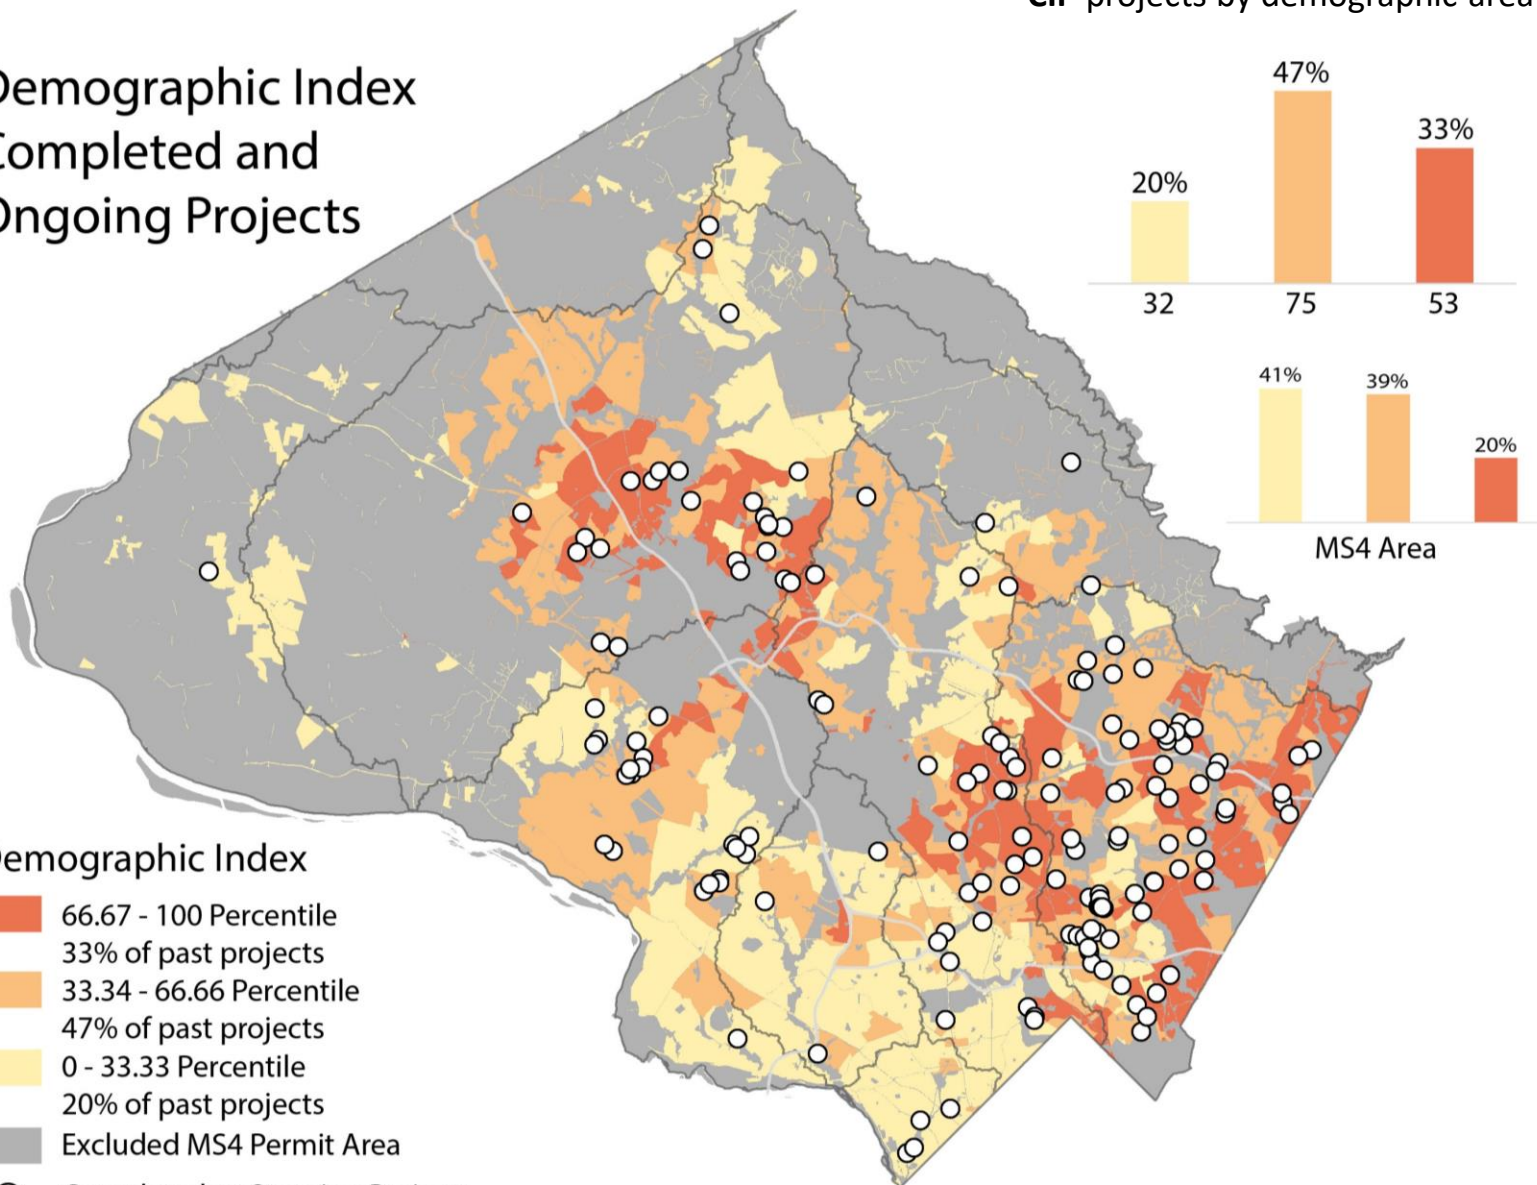 projects by demographic area
Demographic Index
Completed and
Ongoing Projects
47%
33%
20%
32 75 53
41% 39%
20%
MS4 Area
Demographic Index
66.67 - 100 Percentile
33% of past projects
33.34 - 66.66 Percentile
47% of past projects
0 - 33.33 Percentile
20% of past projects
Excluded MS4 Permit Area